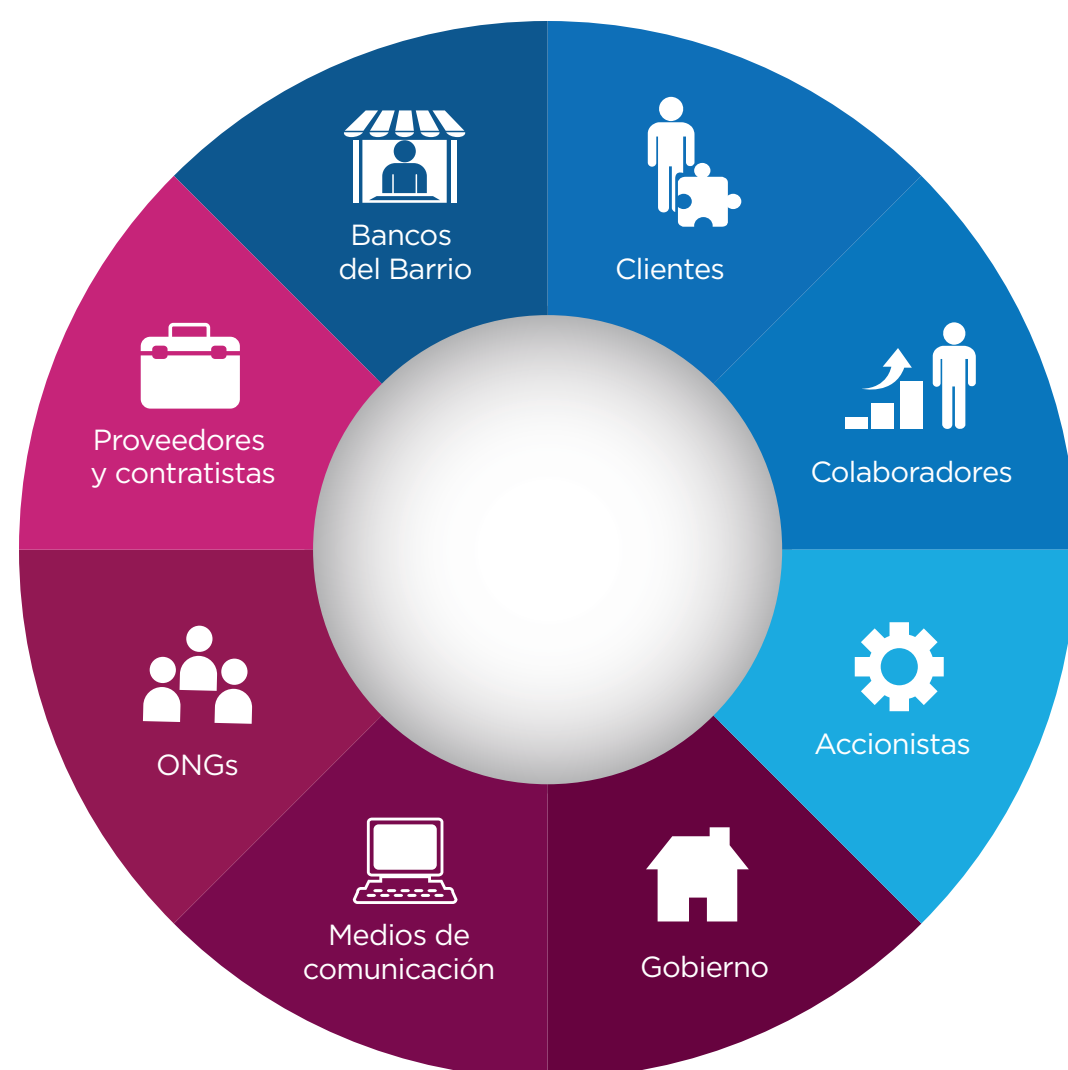 Bancos
del Barrio
Clientes
Proveedores
y contratistas
Colaboradores
ONGs
Accionistas
Medios de
comunicación
Gobierno